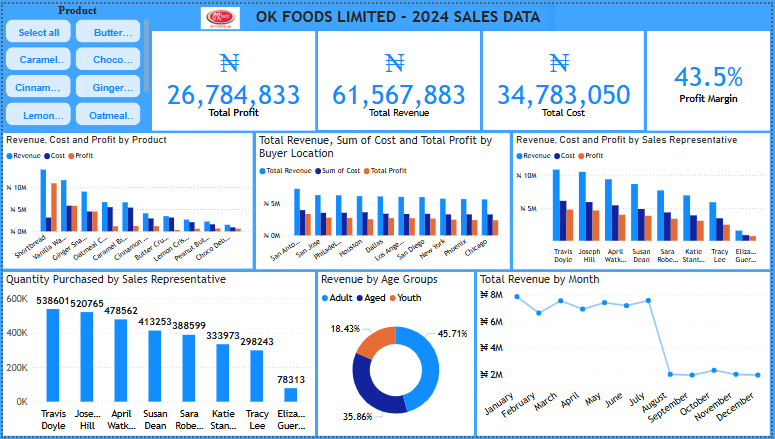 Product
Select all
Butter...
Caramel...
Choco...
Cinnam...
Ginger...
Lemon...
Oatmeal...
OK
OK FOODS LIMITED - 2024 SALES DATA
₦
26,784,833
Total Profit
₦
61,567,883
Total Revenue
₦
34,783,050
Total Cost
43.5%
Profit Margin
Revenue, Cost and Profit by Product
Revenue Cost Profit
₦ 10M
₦ 5M
₦ 0M
Shortbread
Vanilla Wa...
Ginger Sna...
Oatmeal C...
Caramel Bi...
Cinnamon ...
Butter Cru...
Lemon Cris...
Peanut But...
Choco Deli...
Total Revenue, Sum of Cost and Total Profit by
Buyer Location
Total Revenue Sum of Cost Total Profit
₦ 5M
₦ 0M
San Anto...
San Jose
Philadel...
Houston
Dallas
Los Ange...
San Diego
New York
Phoenix
Chicago
Revenue, Cost and Profit by Sales Representative
Revenue Cost Profit
₦ 10M
₦ 5M
Travis Doyle
Joseph Hill
April Watk...
Susan Dean
Sara Robe...
Katie Stant...
Tracy Lee
Eliza... Guer...
Quantity Purchased by Sales Representative
600K
400K
200K
0K
538601
520765
478562
413253
388599
333973
298243
78313
Travis Doyle
Jose... Hill
April Watk...
Susan Dean
Sara Robe...
Katie Stan...
Tracy Lee
Eliza... Guer...
Revenue by Age Groups
Adult Aged Youth
18.43%
45.71%
35.86%
Total Revenue by Month
₦ 8M
₦ 6M
₦ 4M
₦ 2M
January
February
March
April
May
June
July
August
September
October
November
December